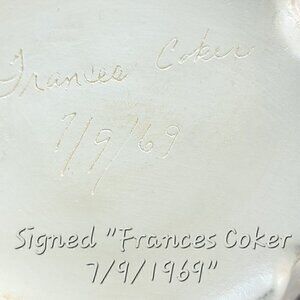 Frances Coker
7/9/69
Signed "Frances Coker
7/9/1969"